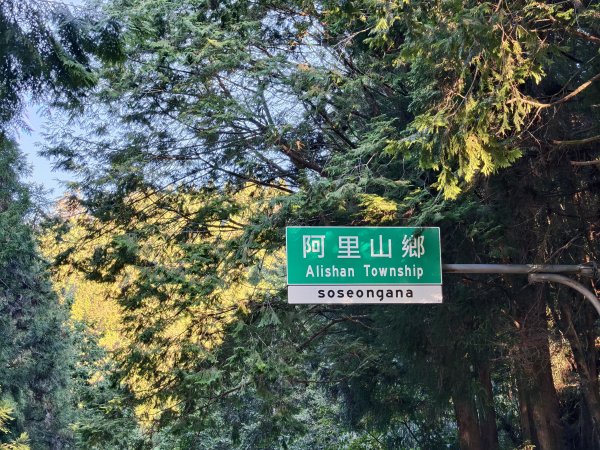 阿里山鄉
Alishan Township
soseongana